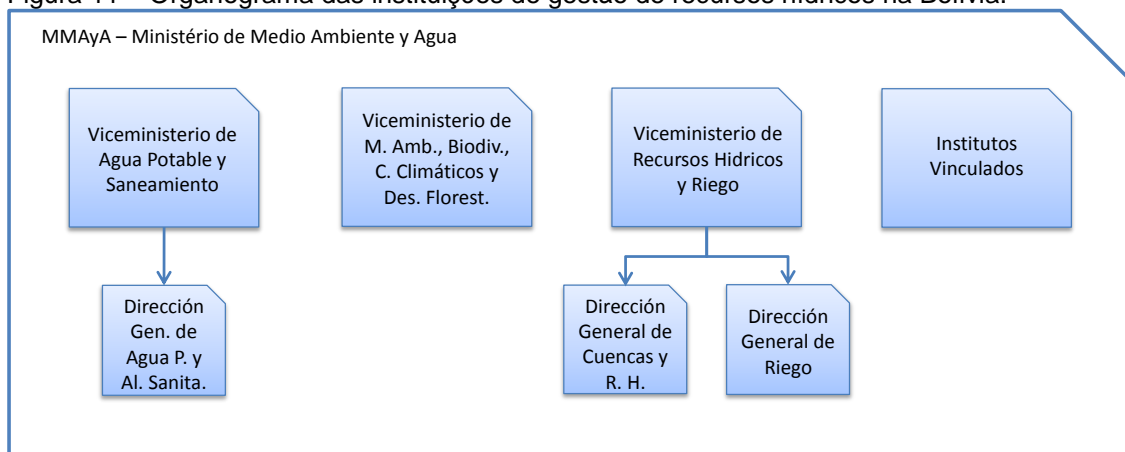 Figura – Organograma das instituições de gestão de recursos hídricos na Bolívia.
MMAyA – Ministério de Medio Ambiente y Agua
Viceministerio de
Agua Potable y
Saneamiento
Viceministerio de
M. Amb., Biodiv.,
C. Climáticos y
Des. Florest.
Viceministerio de
Recursos Hidricos
y Riego
Institutos
Vinculados
Dirección
Gen. de
Agua P. y
Al. Sanita.
Dirección
General de
Cuencas y
R. H.
Dirección
General de
Riego